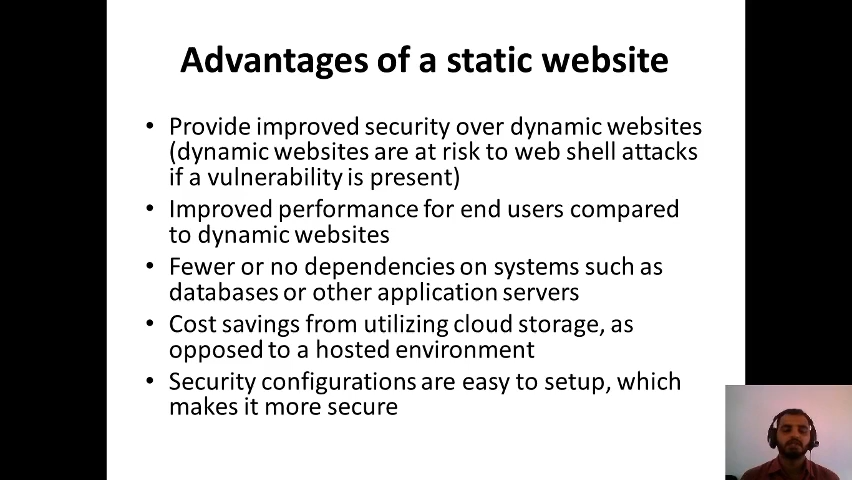 Advantages of a static website
• Provide improved security over dynamic websites
(dynamic websites are at risk to web shell attacks
if a vulnerability is present)
• Improved performance for end users compared
to dynamic websites
• Fewer or no dependencies on systems such as
databases or other application servers
• Cost savings from utilizing cloud storage, as
opposed to a hosted environment
• Security configurations are easy to setup, which
makes it more secure